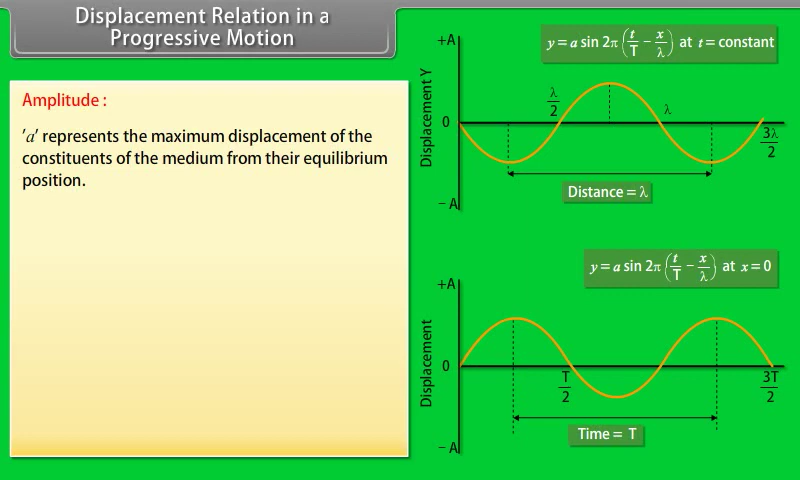 Displacement Relation in a
Progressive Motion
Amplitude :
'a' represents the maximum displacement of the
constituents of the medium from their equilibrium
position.
y = a sin 2π (t/T − x/λ) at t = constant
+A
Displacement Y
0
− A
λ/2
λ
3λ/2
Distance = λ
y = a sin 2π (t/T − x/λ) at x = 0
+A
Displacement
0
− A
T/2
3T/2
Time = T